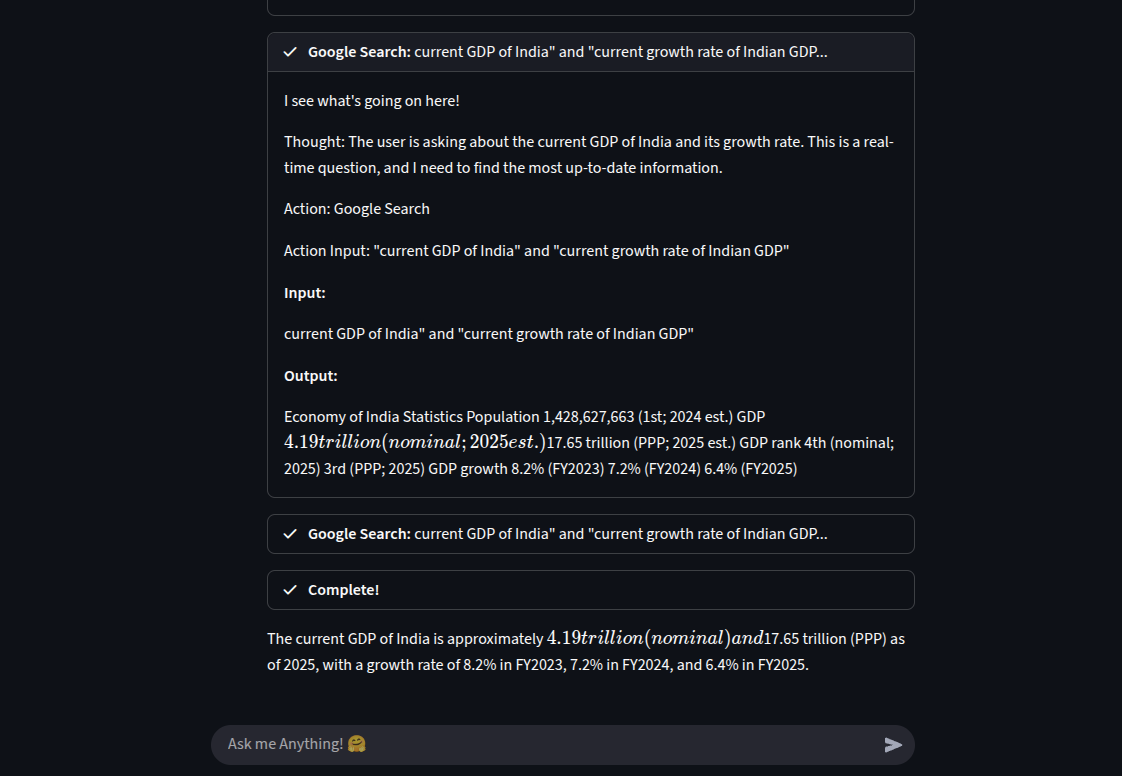 Google Search: current GDP of India" and "current growth rate of Indian GDP...
I see what's going on here!
Thought: The user is asking about the current GDP of India and its growth rate. This is a real-
time question, and I need to find the most up-to-date information.
Action: Google Search
Action Input: "current GDP of India" and "current growth rate of Indian GDP"
Input:
current GDP of India" and "current growth rate of Indian GDP"
Output:
Economy of India Statistics Population 1,428,627,663 (1st; 2024 est.) GDP
4.19trillion(nominal;2025est.)17.65 trillion (PPP; 2025 est.) GDP rank 4th (nominal;
2025) 3rd (PPP; 2025) GDP growth 8.2% (FY2023) 7.2% (FY2024) 6.4% (FY2025)
Google Search: current GDP of India" and "current growth rate of Indian GDP...
Complete!
The current GDP of India is approximately 4.19trillion(nominal)and17.65 trillion (PPP) as
of 2025, with a growth rate of 8.2% in FY2023, 7.2% in FY2024, and 6.4% in FY2025.
Ask me Anything! 🤗